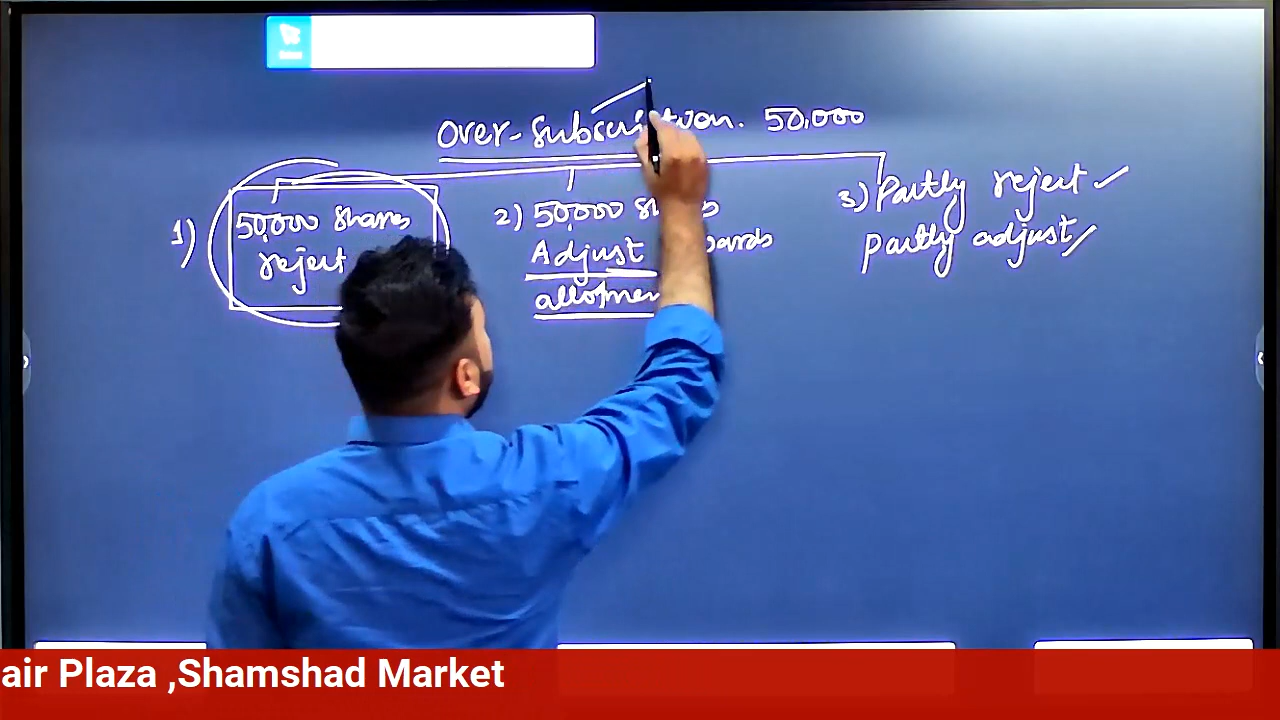 Over-Subscription. 50,000
1) 50,000 Shares
reject
2) 50,000
Adjust
3) Partly reject ✓
Partly adjust
air Plaza ,Shamshad Market